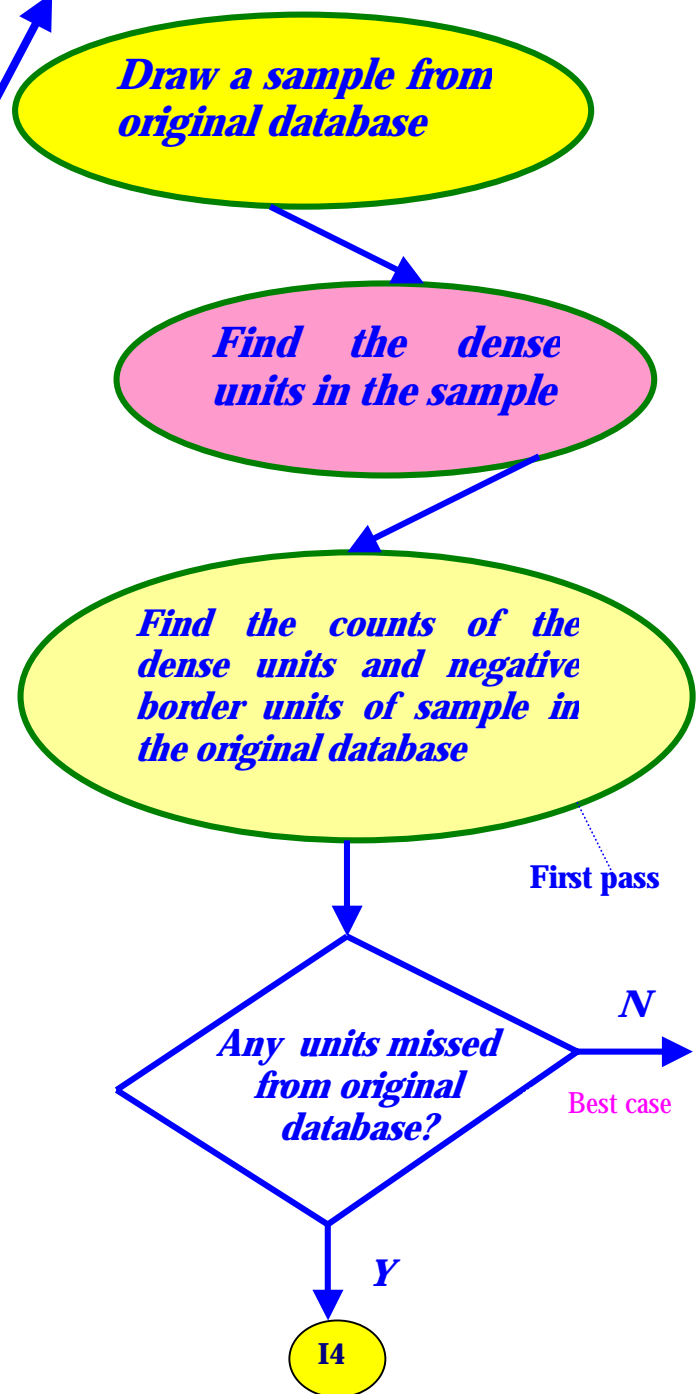 Draw a sample from
original database
Find the dense
units in the sample
Find the counts of the
dense units and negative
border units of sample in
the original database
First pass
N
Any units missed
from original
database?
Best case
Y
I4